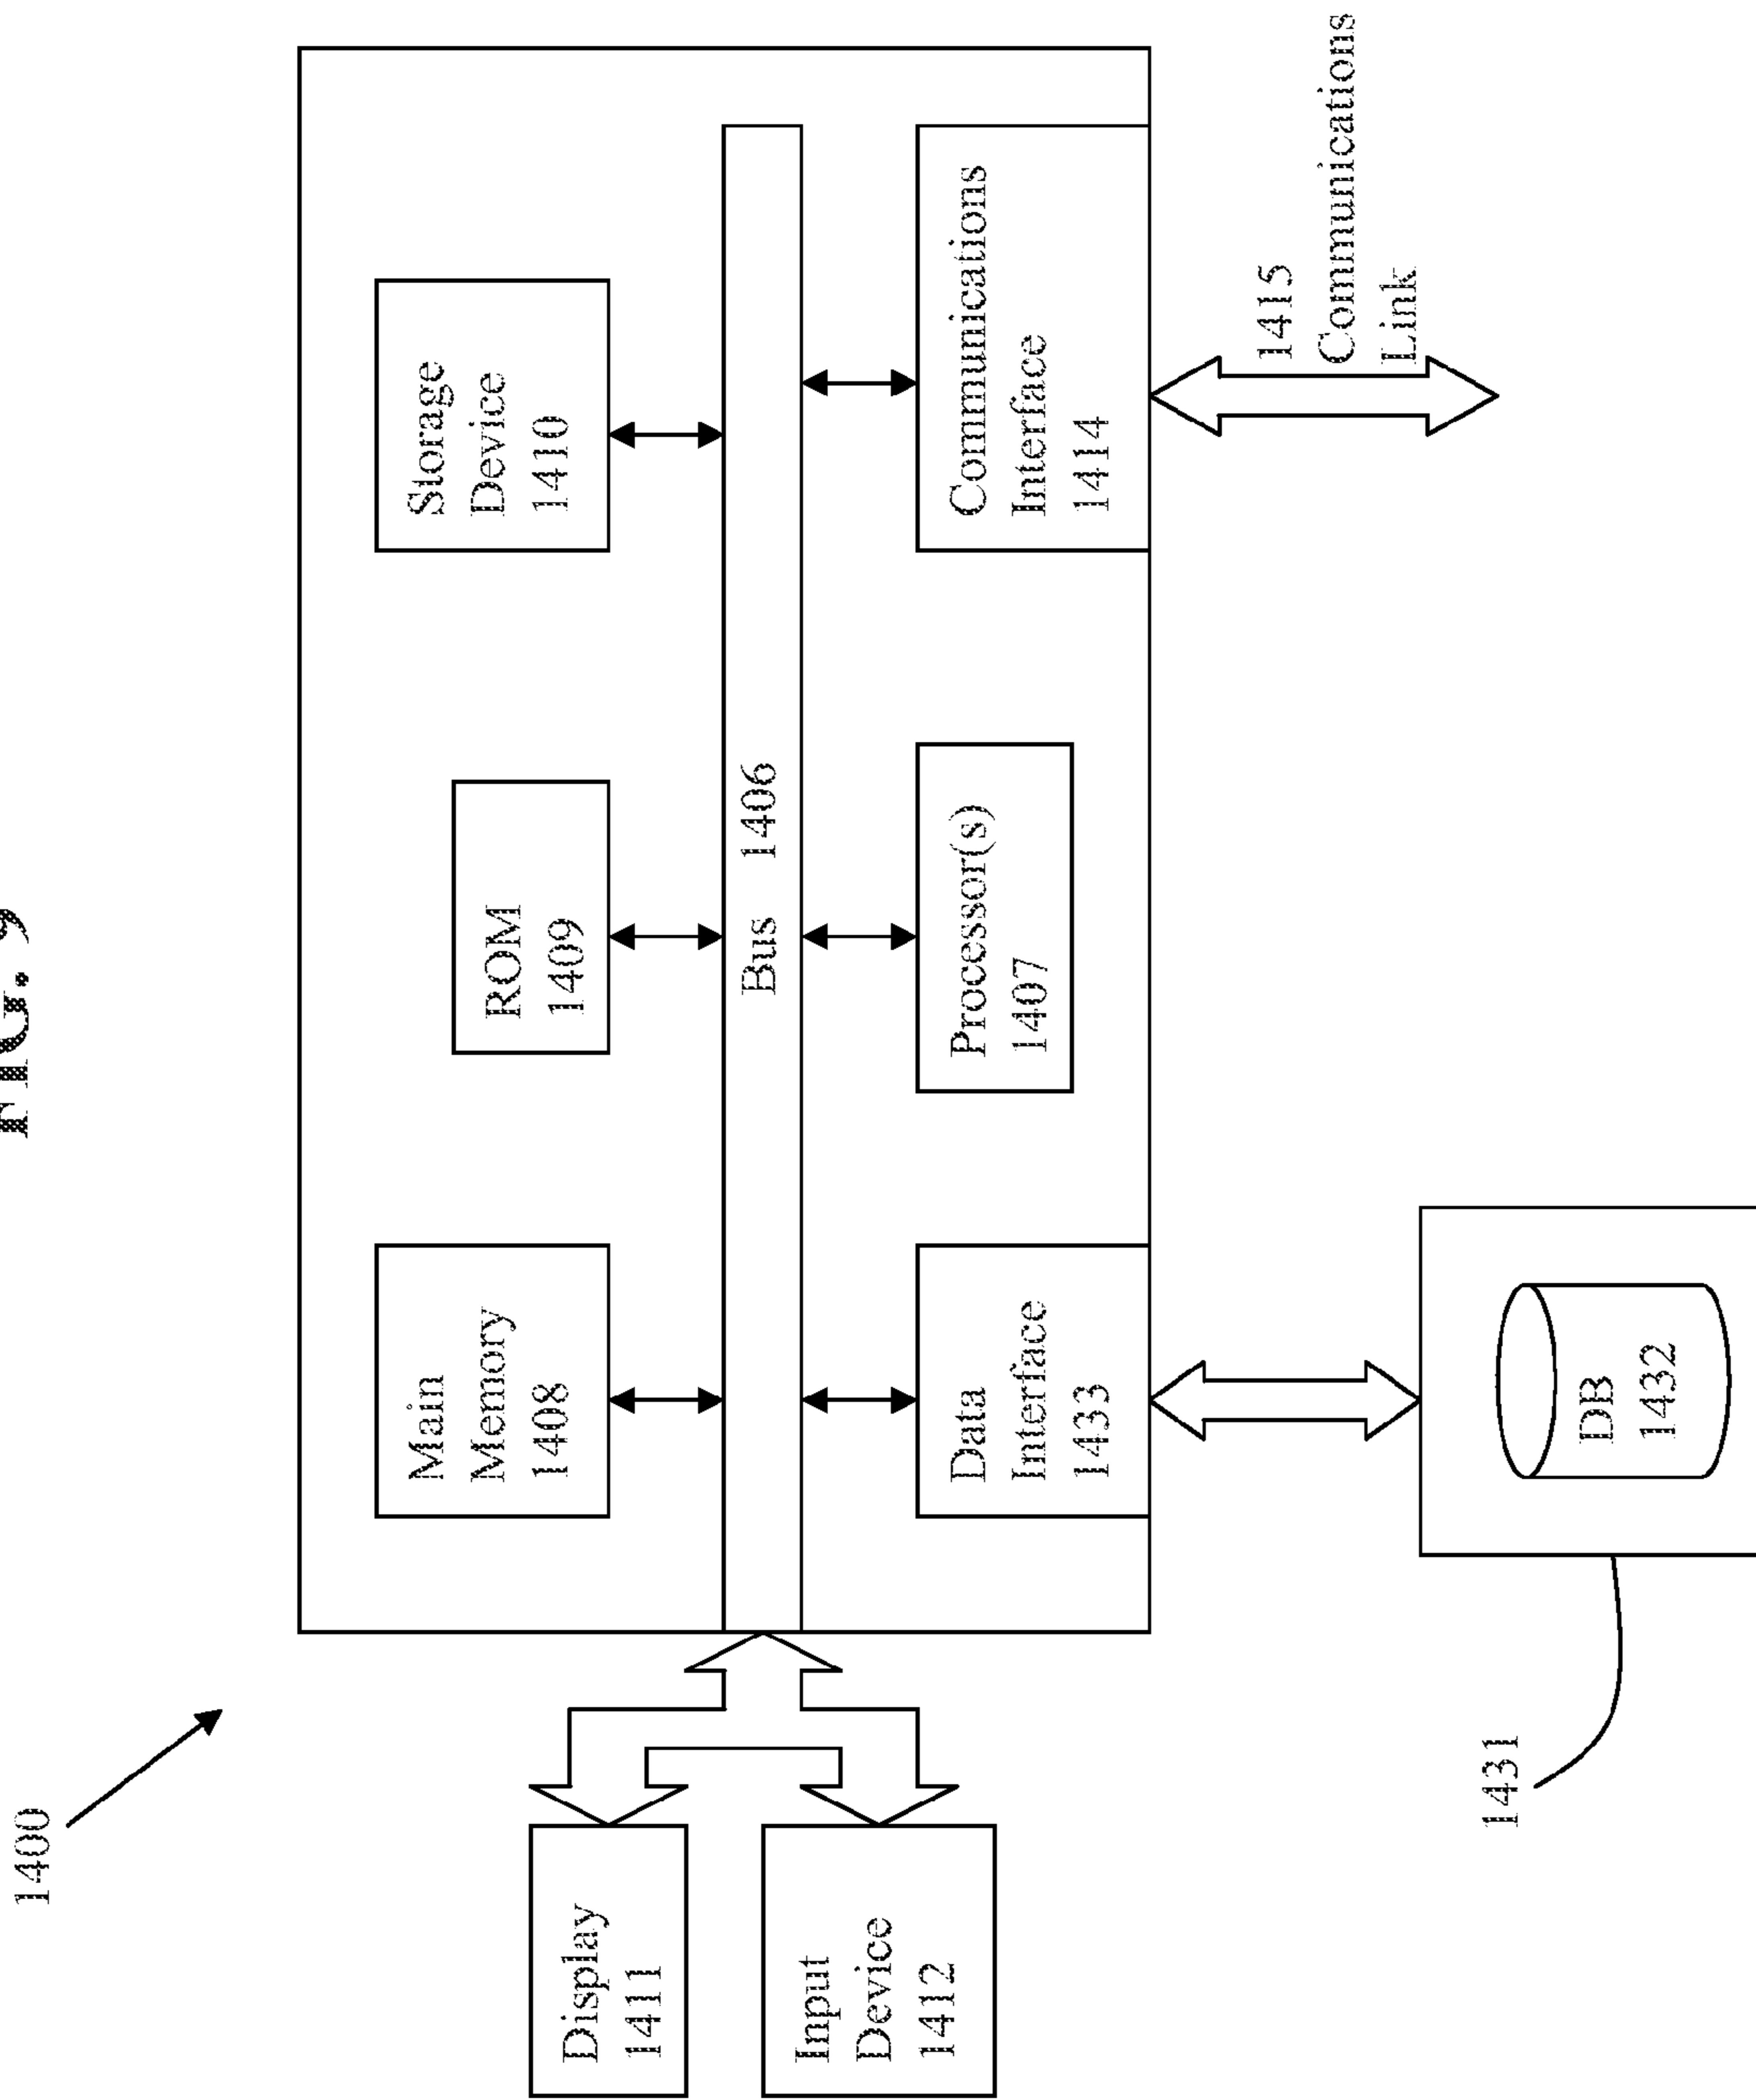 FIG. 9
1400
Main
Memory
1408
ROM
1409
Storage
Device
1410
Display
1411
Bus 1406
Input
Device
1412
Data
Interface
1433
Processor(s)
1407
Communications
Interface
1414
1415
Communications
Link
1431
DB
1432